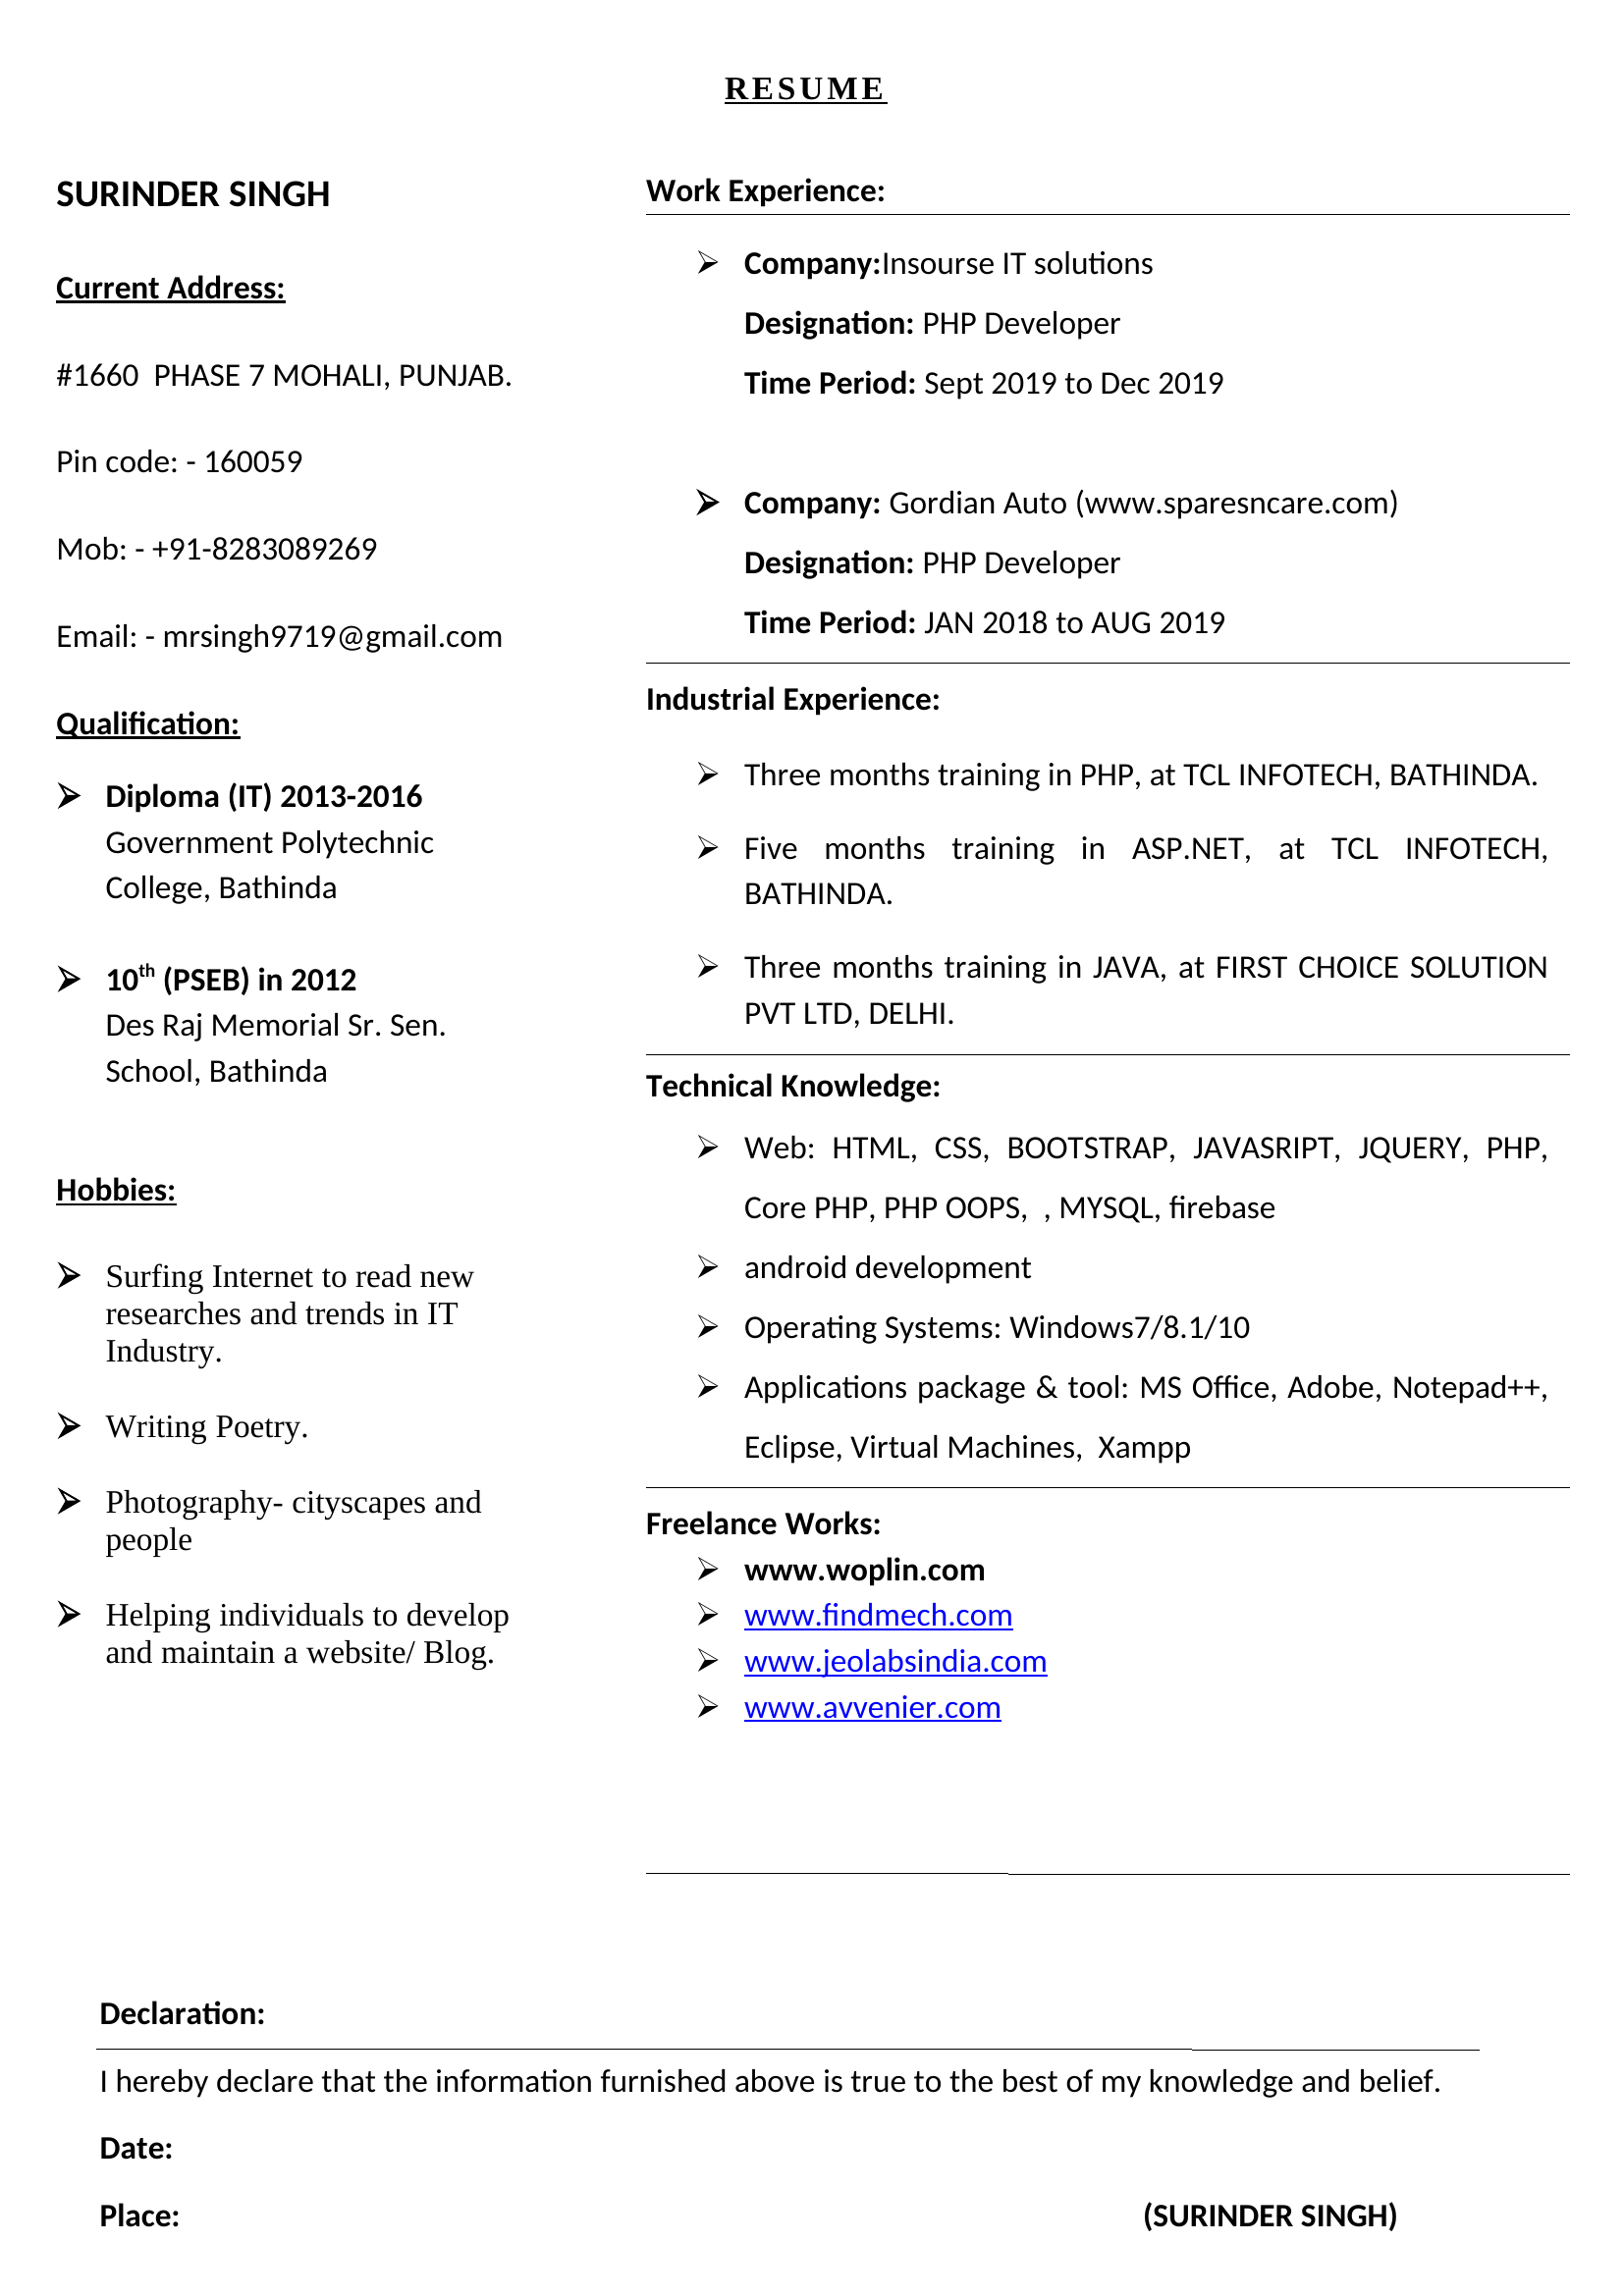 RESUME
SURINDER SINGH
Current Address:
#1660  PHASE 7 MOHALI, PUNJAB.
Pin code: - 160059
Mob: - +91-8283089269
Email: - mrsingh9719@gmail.com
Qualification:
➢ Diploma (IT) 2013-2016
Government Polytechnic
College, Bathinda
➢ 10th (PSEB) in 2012
Des Raj Memorial Sr. Sen.
School, Bathinda
Hobbies:
➢ Surfing Internet to read new
researches and trends in IT
Industry.
➢ Writing Poetry.
➢ Photography- cityscapes and
people
➢ Helping individuals to develop
and maintain a website/ Blog.
Work Experience:
➢ Company:Insourse IT solutions
Designation: PHP Developer
Time Period: Sept 2019 to Dec 2019
➢ Company: Gordian Auto (www.sparesncare.com)
Designation: PHP Developer
Time Period: JAN 2018 to AUG 2019
Industrial Experience:
➢ Three months training in PHP, at TCL INFOTECH, BATHINDA.
➢ Five months training in ASP.NET, at TCL INFOTECH,
BATHINDA.
➢ Three months training in JAVA, at FIRST CHOICE SOLUTION
PVT LTD, DELHI.
Technical Knowledge:
➢ Web: HTML, CSS, BOOTSTRAP, JAVASRIPT, JQUERY, PHP,
Core PHP, PHP OOPS,  , MYSQL, firebase
➢ android development
➢ Operating Systems: Windows7/8.1/10
➢ Applications package & tool: MS Office, Adobe, Notepad++,
Eclipse, Virtual Machines,  Xampp
Freelance Works:
➢ www.woplin.com
➢ www.findmech.com
➢ www.jeolabsindia.com
➢ www.avvenier.com
Declaration:
I hereby declare that the information furnished above is true to the best of my knowledge and belief.
Date:
Place: (SURINDER SINGH)